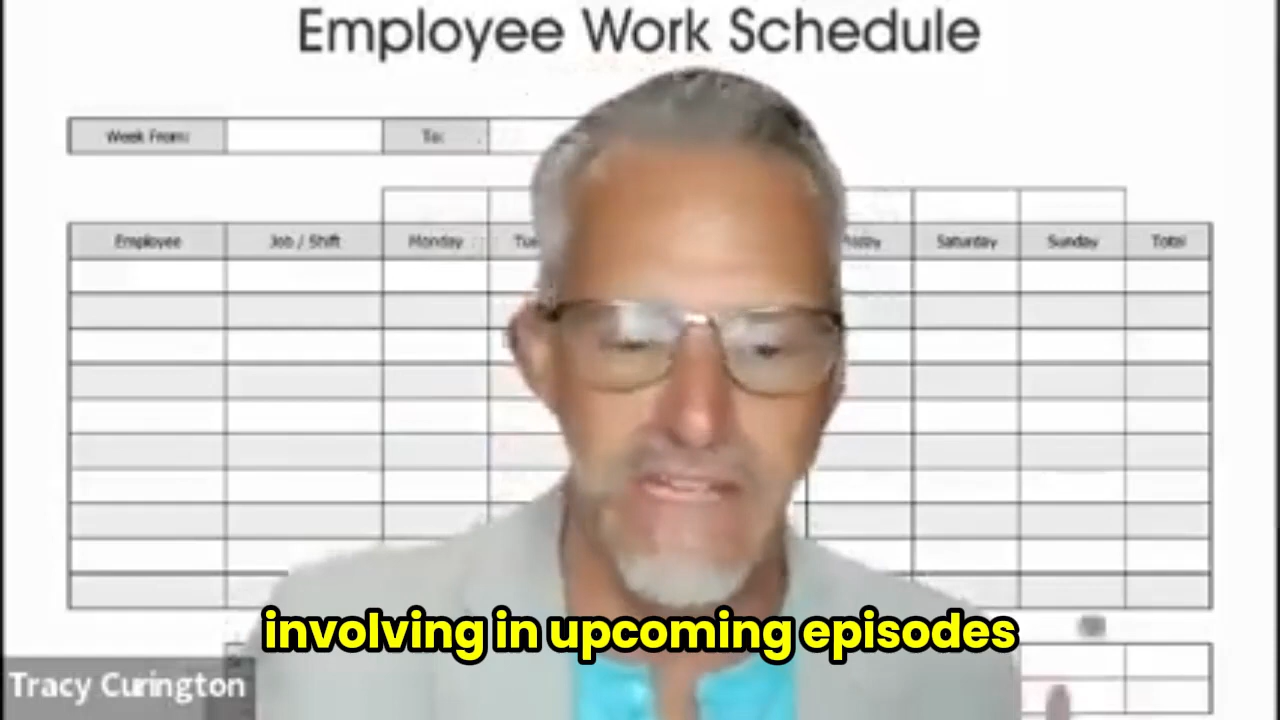 Employee Work Schedule
Week From: To:
Employee Job / Shift Monday Saturday Sunday Total
involving in upcoming episodes
Tracy Curington